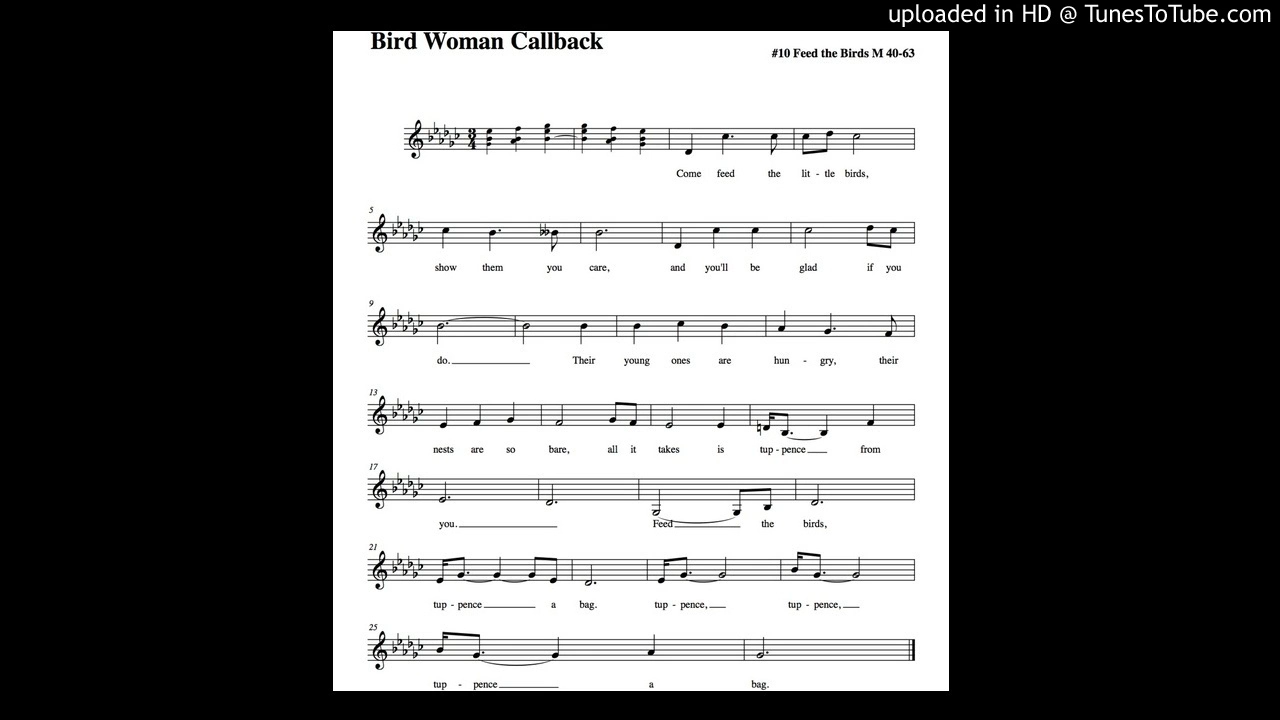 uploaded in HD @ TunesToTube.com
Bird Woman Callback
#10 Feed the Birds M 40-63
3
4
Come feed the lit - tle birds,
5
show them you care, and you'll be glad if you
9
do. Their young ones are hun - gry, their
13
nests are so bare, all it takes is tup - pence from
17
you. Feed the birds,
21
tup - pence a bag. tup - pence, tup - pence,
25
tup - pence a bag.